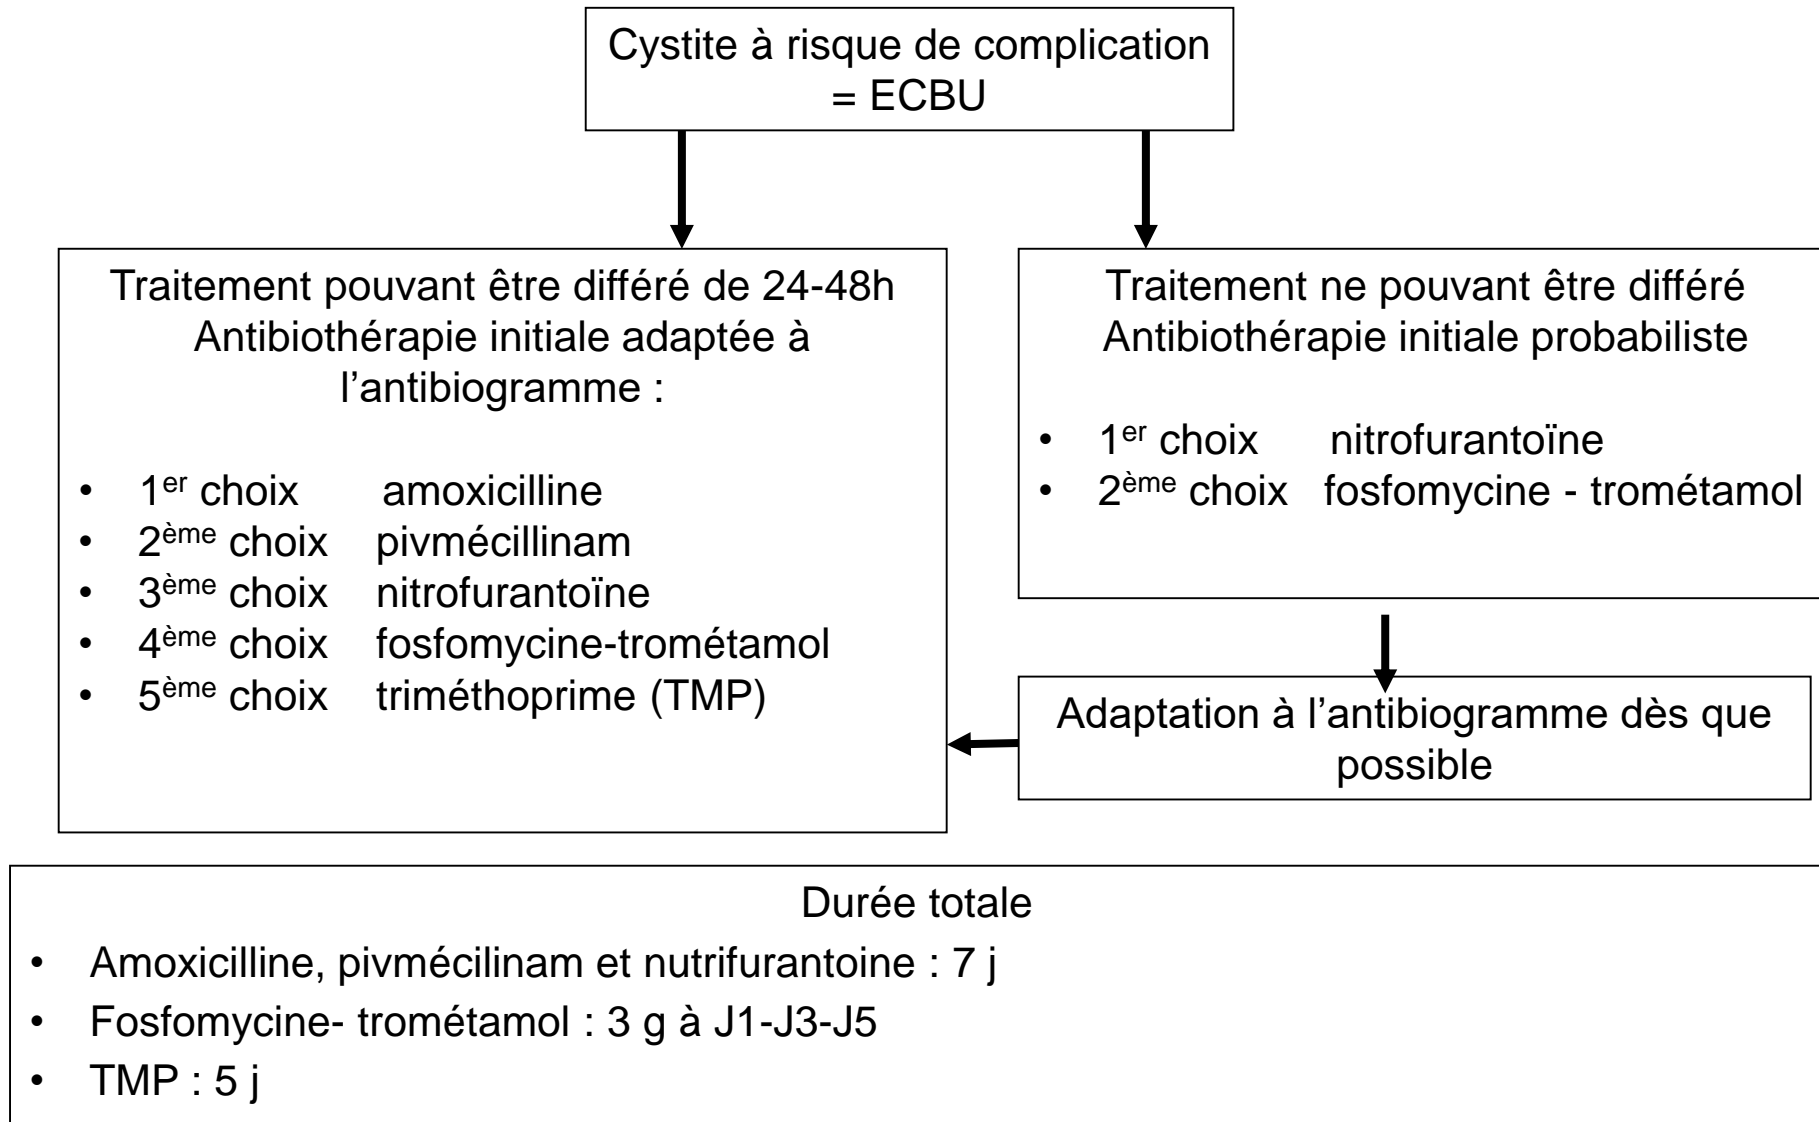 Cystite à risque de complication
= ECBU
Traitement pouvant être différé de 24-48h
Antibiothérapie initiale adaptée à
l’antibiogramme :
• 1er choix amoxicilline
• 2ème choix pivmécillinam
• 3ème choix nitrofurantoïne
• 4ème choix fosfomycine-trométamol
• 5ème choix triméthoprime (TMP)
Traitement ne pouvant être différé
Antibiothérapie initiale probabiliste
• 1er choix nitrofurantoïne
• 2ème choix fosfomycine - trométamol
Adaptation à l’antibiogramme dès que
possible
Durée totale
• Amoxicilline, pivmécilinam et nutrifurantoine : 7 j
• Fosfomycine- trométamol : 3 g à J1-J3-J5
• TMP : 5 j